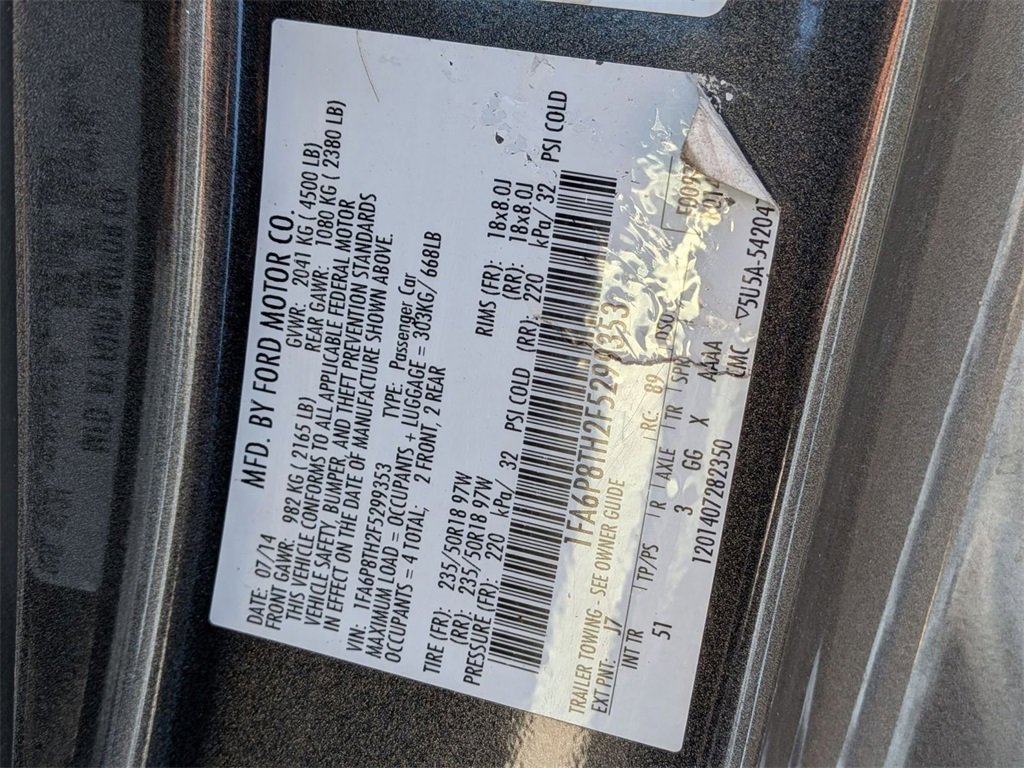 MFD. BY FORD MOTOR CO.
DATE: 07/14 GVWR: 2041 KG ( 4500 LB)
FRONT GAWR: 982 KG ( 2165 LB) REAR GAWR: 1080 KG ( 2380 LB)
THIS VEHICLE CONFORMS TO ALL APPLICABLE FEDERAL MOTOR
VEHICLE SAFETY, BUMPER, AND THEFT PREVENTION STANDARDS
IN EFFECT ON THE DATE OF MANUFACTURE SHOWN ABOVE.
VIN: 1FA6P8TH2F5299353 TYPE: Passenger Car
MAXIMUM LOAD = OCCUPANTS + LUGGAGE = 303KG/ 668LB
OCCUPANTS = 4 TOTAL; 2 FRONT, 2 REAR
TIRE (FR): 235/50R18 97W RIMS (FR): 18x8.0J
(RR): 235/50R18 97W (RR): 18x8.0J
PRESSURE (FR): 220 kPa/ 32 PSI COLD (RR): 220 kPa/ 32 PSI COLD
1FA6P8TH2F5299353
TRAILER TOWING - SEE OWNER GUIDE
EXT PNT: J7 RC: 89 DSO:
INT TR TP/PS R AXLE TR SPR
51 3 GG X AAAA
1201407282350 LMC ▽5U5A-542047